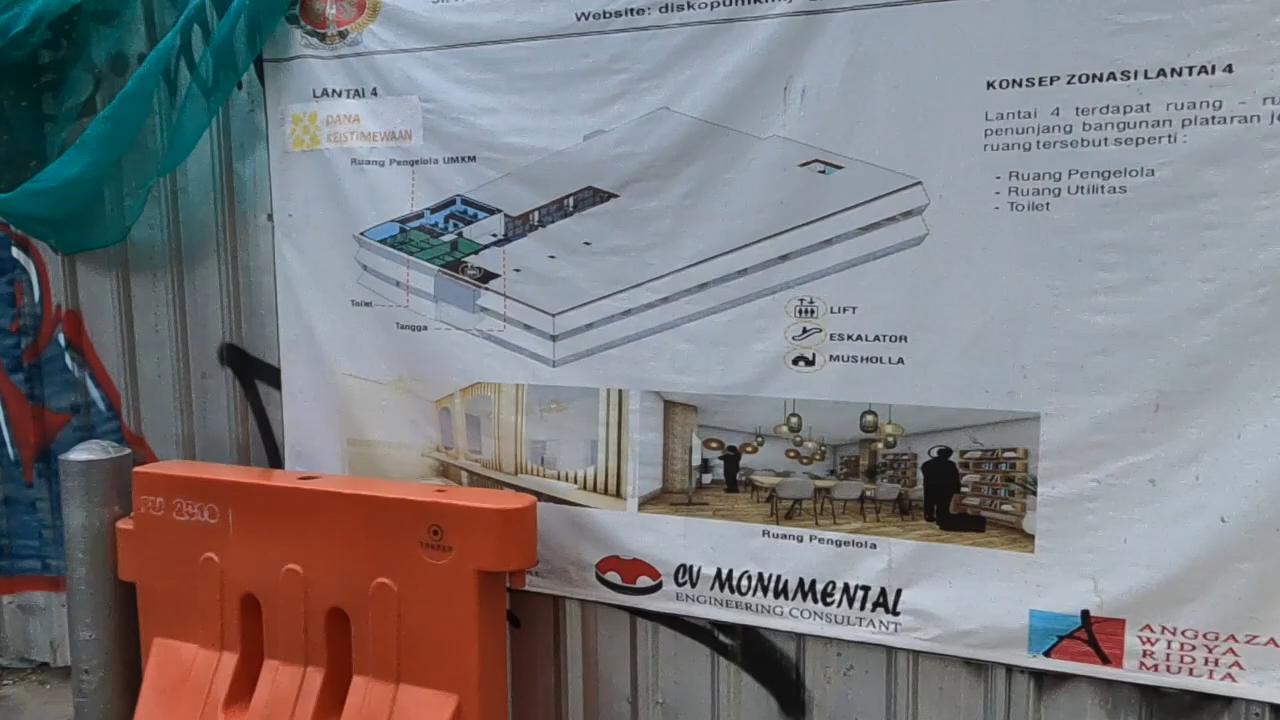 Website:
LANTAI 4
DANA
KEISTIMEWAAN
Ruang Pengelola UMKM
Toilet
Tangga
LIFT
ESKALATOR
MUSHOLLA
KONSEP ZONASI LANTAI 4
Lantai 4 terdapat ruang -
penunjang bangunan plataran
ruang tersebut seperti :
- Ruang Pengelola
- Ruang Utilitas
- Toilet
Ruang Pengelola
CV MONUMENTAL
ENGINEERING CONSULTANT
ANGGAZA
WIDYA
RIDHA
MULIA